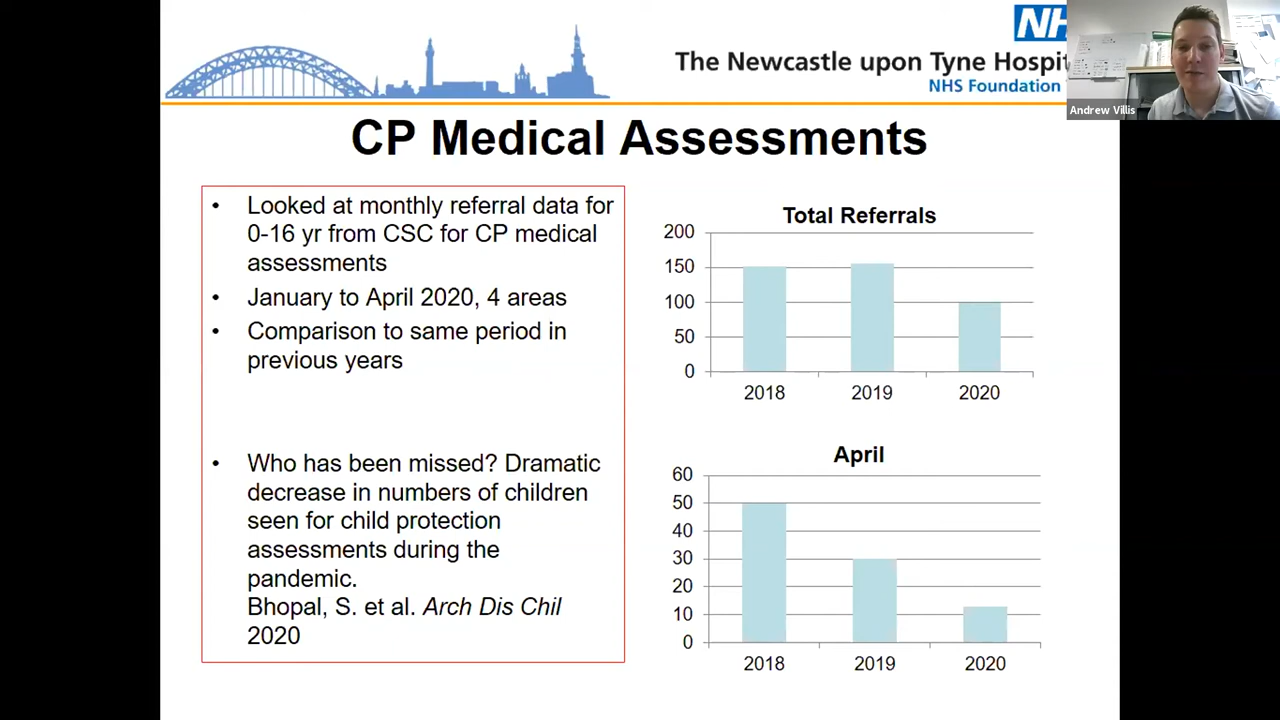 NH
The Newcastle upon Tyne Hospit
NHS Foundation
Andrew Villis
CP Medical Assessments
• Looked at monthly referral data for
0-16 yr from CSC for CP medical
assessments
• January to April 2020, 4 areas
• Comparison to same period in
previous years
• Who has been missed? Dramatic
decrease in numbers of children
seen for child protection
assessments during the
pandemic.
Bhopal, S. et al. Arch Dis Chil
2020
Total Referrals
200
150
100
50
0
2018 2019 2020
April
60
50
40
30
20
10
0
2018 2019 2020